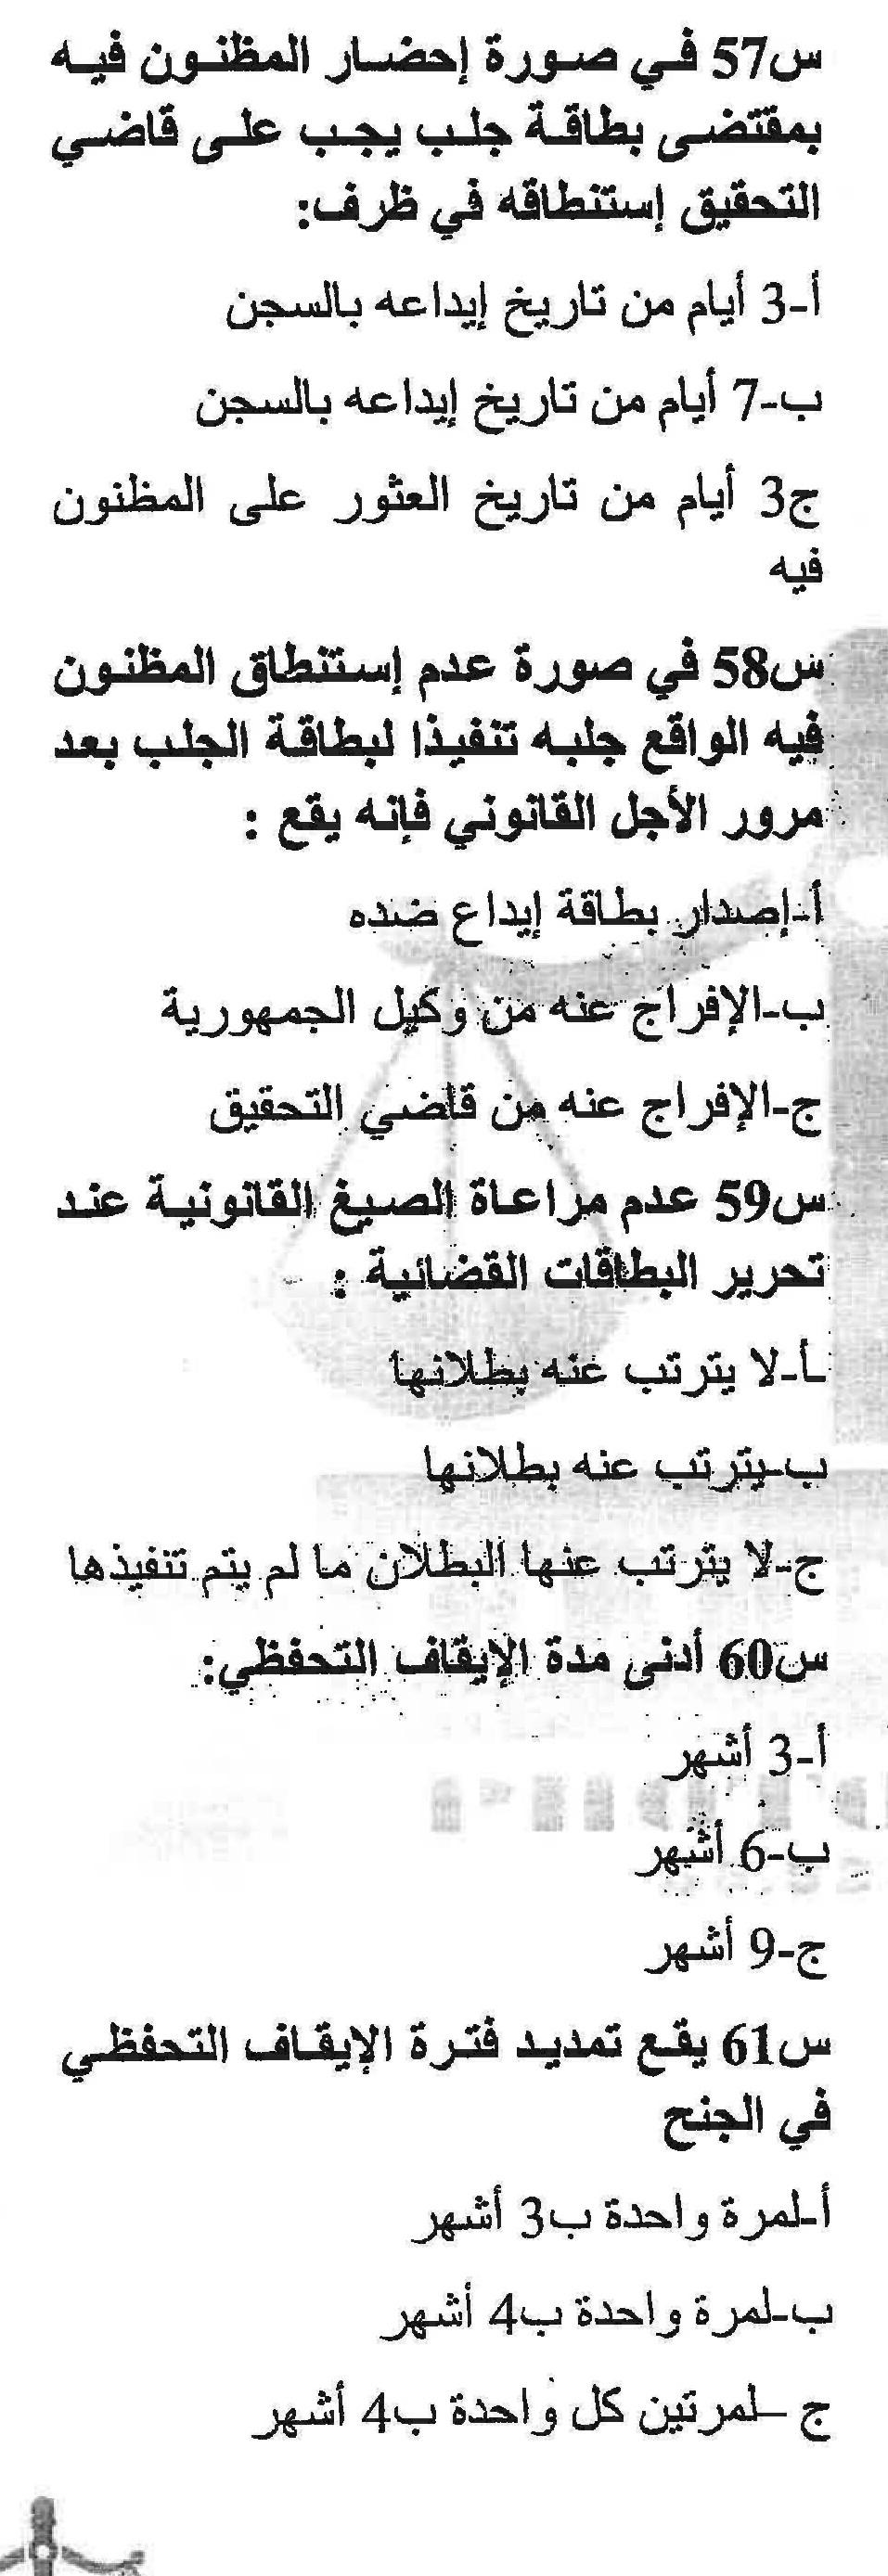 س57 في صورة إحضار المظنون فيه
بمقتضى بطاقة جلب يجب على قاضي
التحقيق إستنطاقه في ظرف:
أ-3 أيام من تاريخ إيداعه بالسجن
ب-7 أيام من تاريخ إيداعه بالسجن
ج3 أيام من تاريخ العثور على المظنون
فيه
س58 في صورة عدم إستنطاق المظنون
فيه الواقع جلبه تنفيذا لبطاقة الجلب بعد
مرور الأجل القانوني فإنه يقع :
أ-إصدار بطاقة إيداع ضده
ب-الإفراج عنه من وكيل الجمهورية
ج-الإفراج عنه من قاضي التحقيق
س59 عدم مراعاة الصيغ القانونية عند
تحرير البطاقات القضائية :
أ-لا يترتب عنه بطلانها
ب-يترتب عنه بطلانها
ج-لا يترتب عنها البطلان ما لم يتم تنفيذها
س60 أدنى مدة الإيقاف التحفظي:
أ-3 أشهر
ب-6 أشهر
ج-9 أشهر
س61 يقع تمديد فترة الإيقاف التحفظي
في الجنح
أ-لمرة واحدة ب3 أشهر
ب-لمرة واحدة ب4 أشهر
ج –لمرتين كل واحدة ب4 أشهر